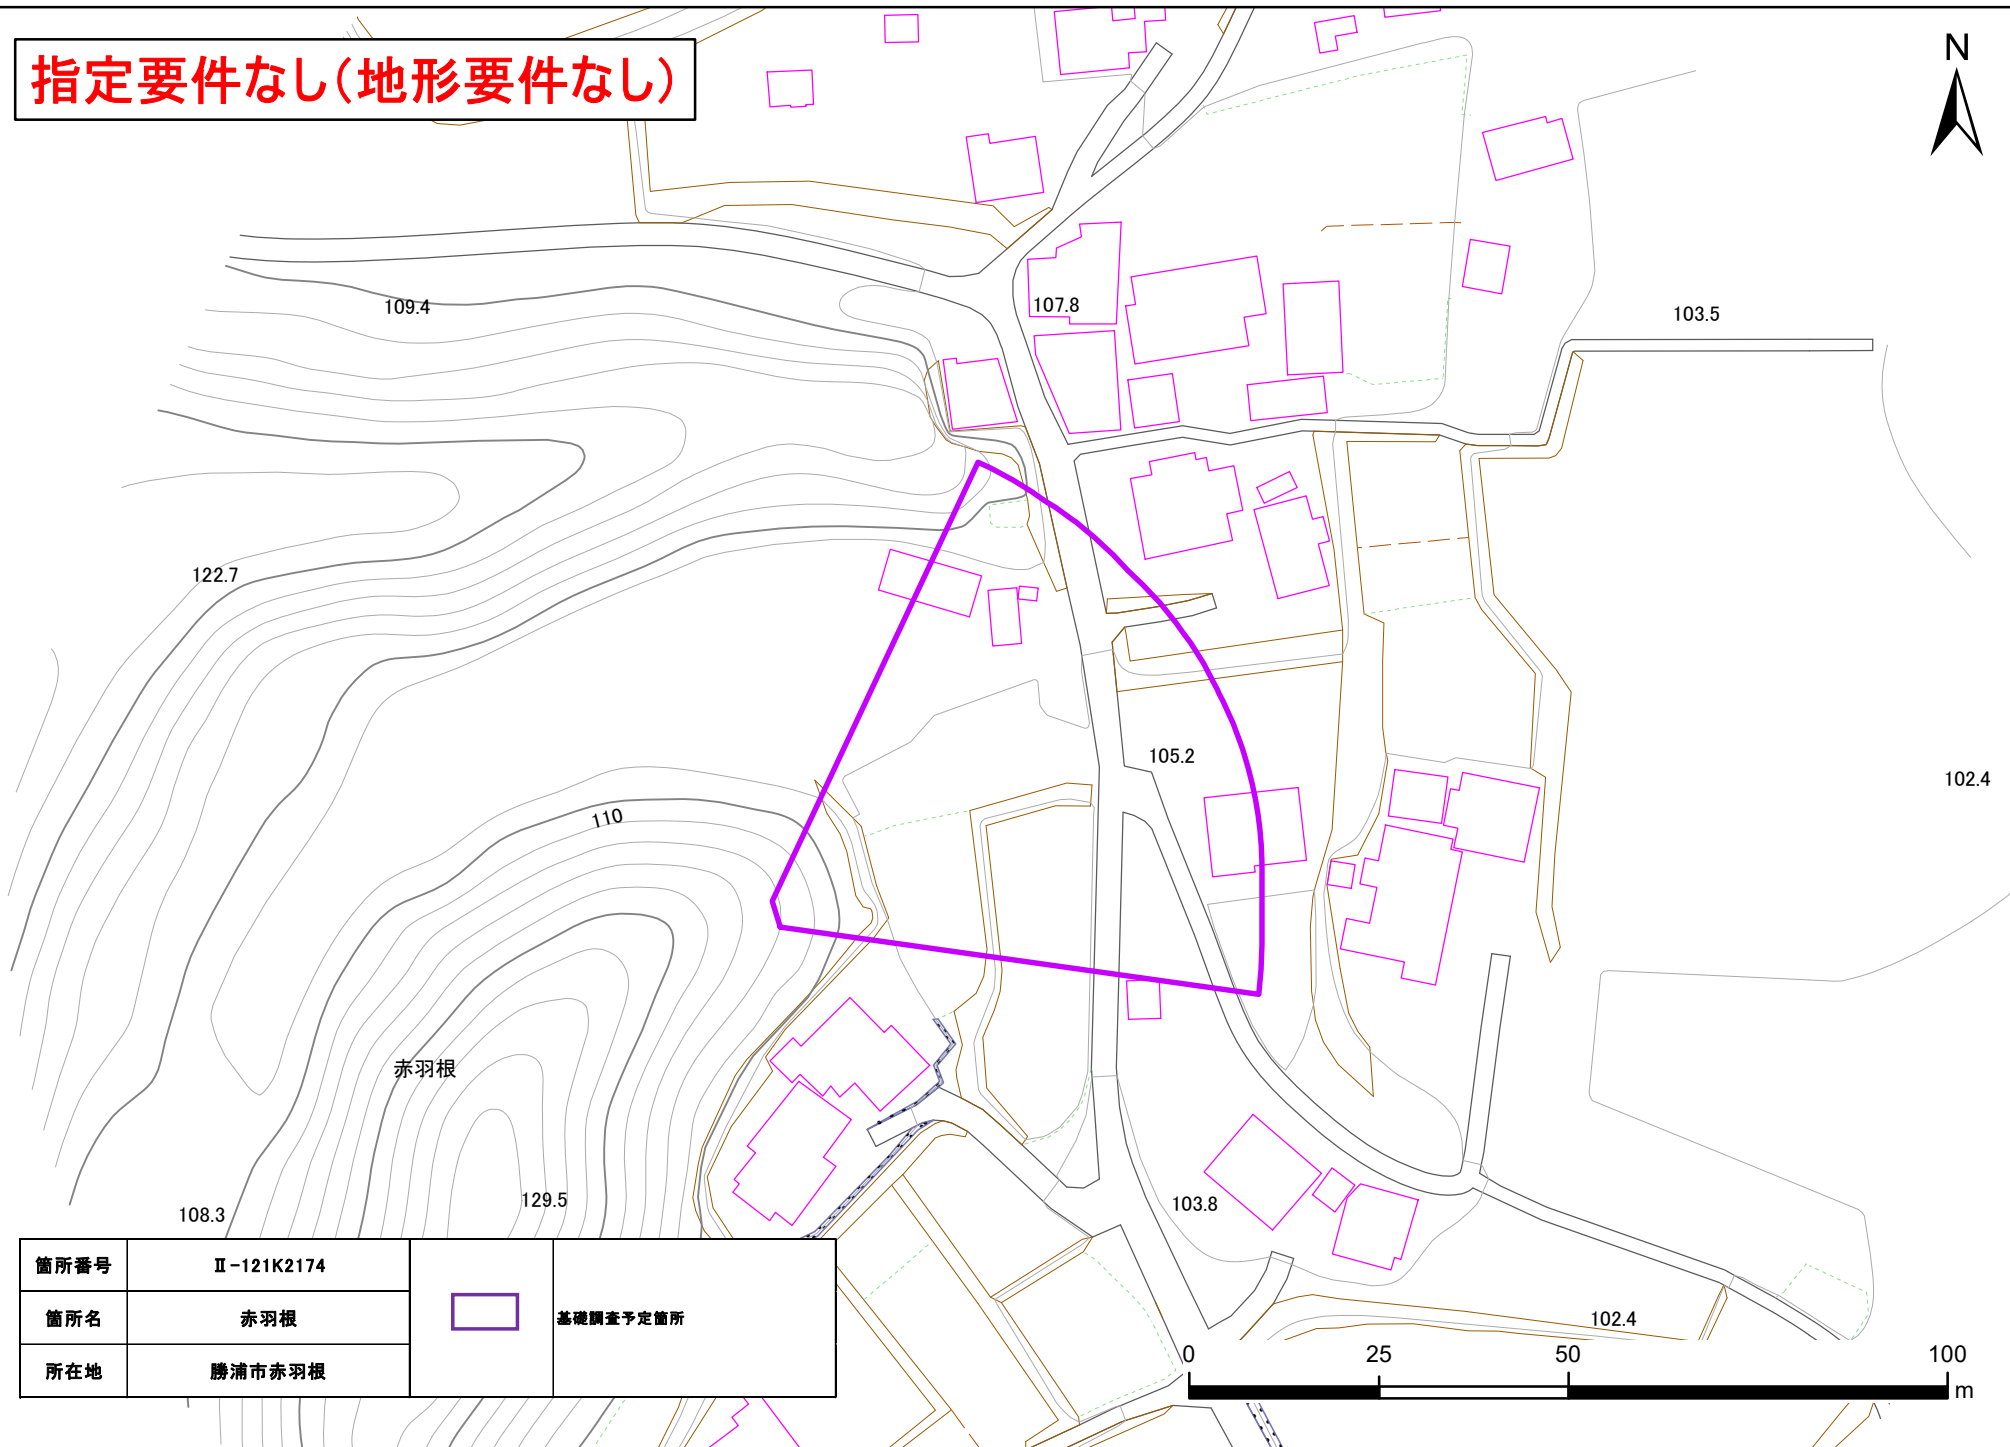 指定要件なし(地形要件なし)
N
109.4
107.8
103.5
122.7
105.2
102.4
110
赤羽根
129.5
108.3
103.8
102.4
箇所番号 Ⅱ-121K2174
箇所名 赤羽根
所在地 勝浦市赤羽根
基礎調査予定箇所
0 25 50 100
m